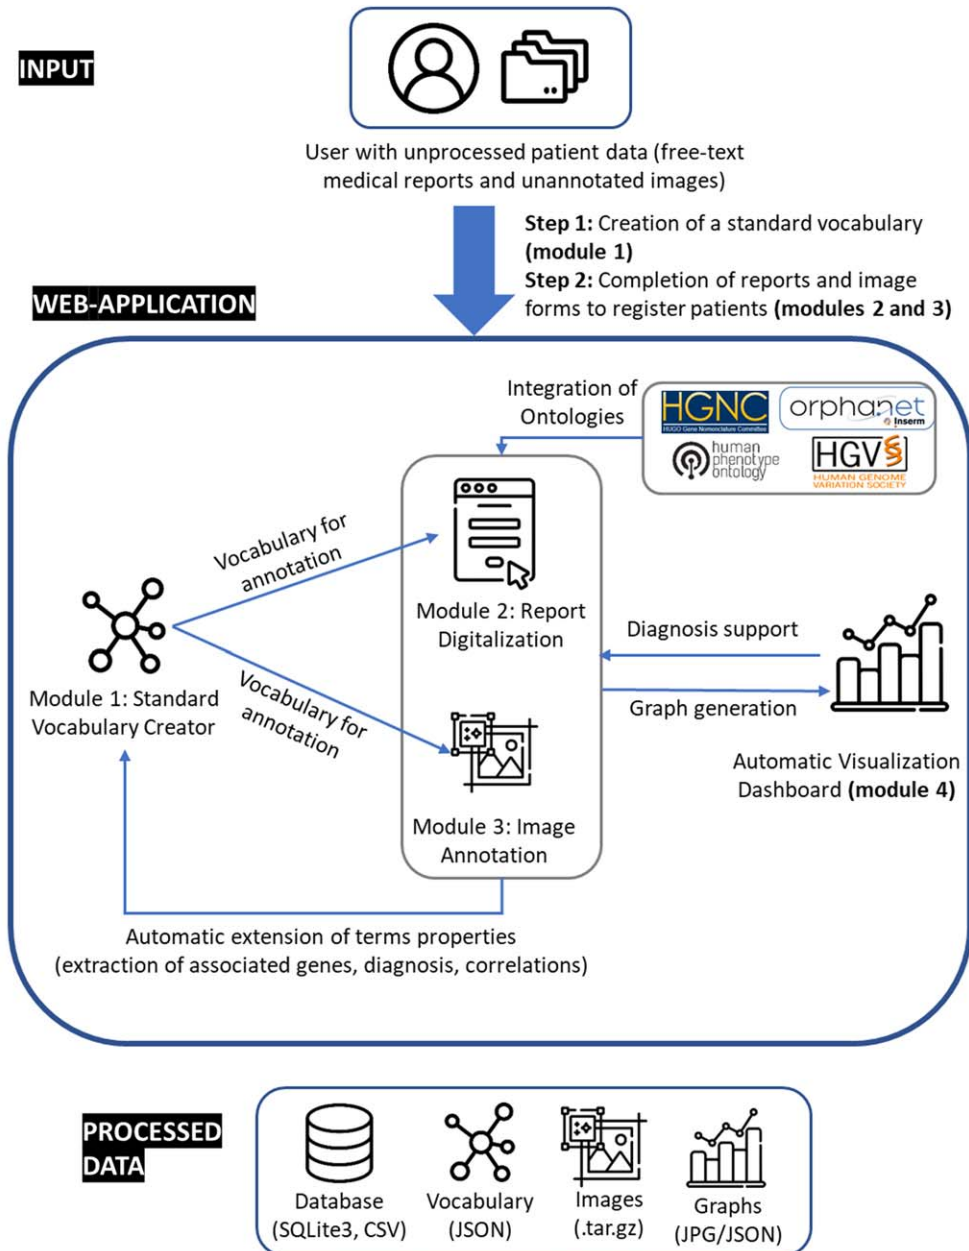 INPUT
User with unprocessed patient data (free-text
medical reports and unannotated images)
Step 1: Creation of a standard vocabulary
(module 1)
Step 2: Completion of reports and image
forms to register patients (modules 2 and 3)
WEB-APPLICATION
Integration of
Ontologies
HGNC
HUGO Gene Nomenclature Committee
orphanet
Inserm
human
phenotype
ontology
HGVS
HUMAN GENOME
VARIATION SOCIETY
Vocabulary for
annotation
Module 2: Report
Digitalization
Module 1: Standard
Vocabulary Creator
Vocabulary for
annotation
Diagnosis support
Graph generation
Automatic Visualization
Dashboard (module 4)
Module 3: Image
Annotation
Automatic extension of terms properties
(extraction of associated genes, diagnosis, correlations)
PROCESSED
DATA
Database
(SQLite3, CSV)
Vocabulary
(JSON)
Images
(.tar.gz)
Graphs
(JPG/JSON)